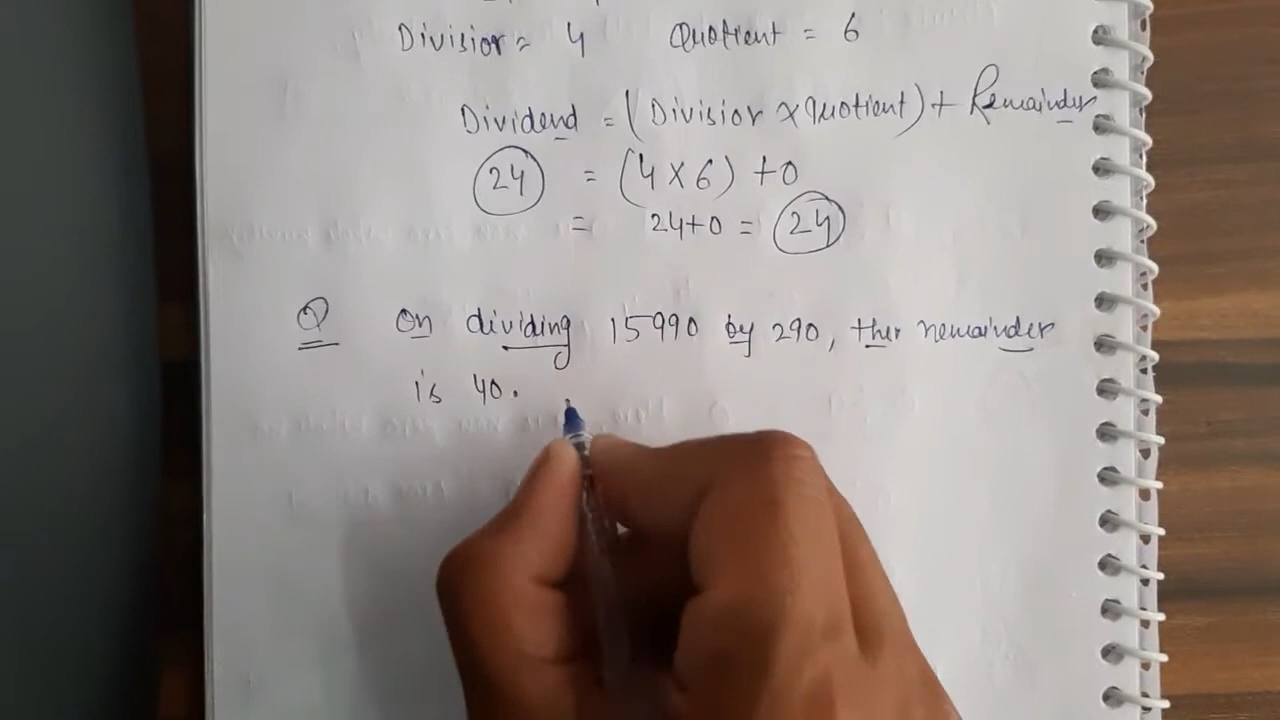 Divisior = 4 Quotient = 6
Dividend = (Divisior × Quotient) + Remainder
24 = (4 × 6) + 0
= 24+0 = 24
Q On dividing 15990 by 290, ther remainder
is 40.